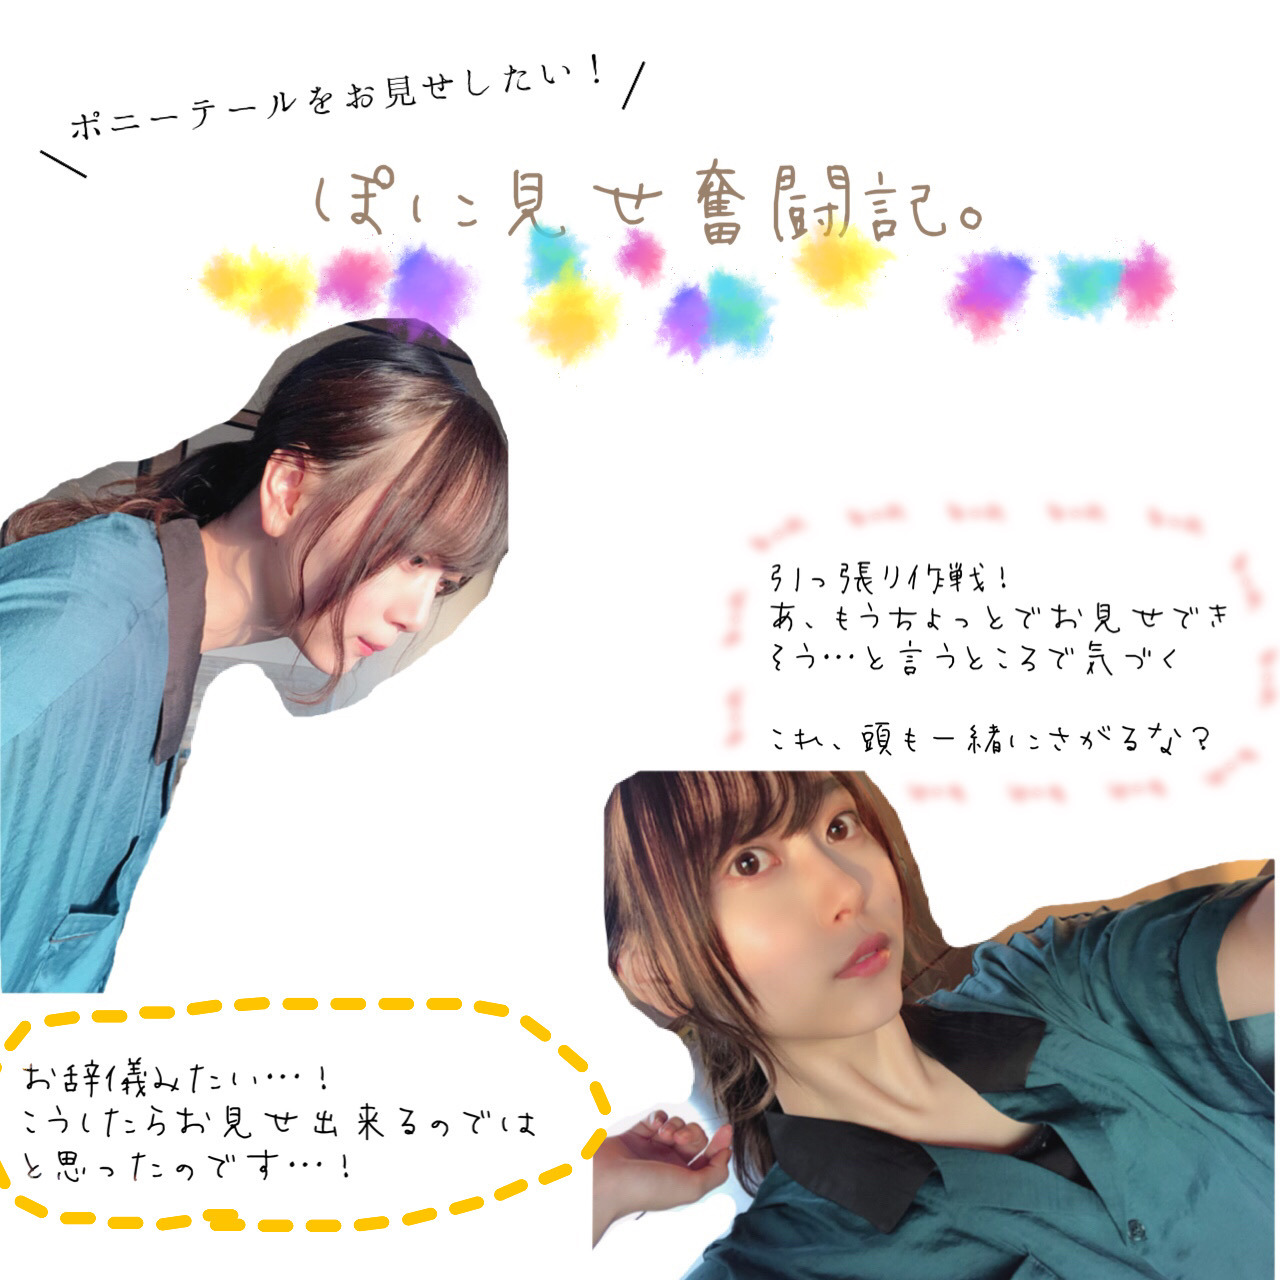 ポニーテールをお見せしたい!
ぽに見せ奮闘記。
引っ張り作戦!
あ、もうちょっとでお見せでき
そう…と言うところで気づく
これ、頭も一緒にさがるな?
お辞儀みたい…!
こうしたらお見せ出来るのでは
と思ったのです…!